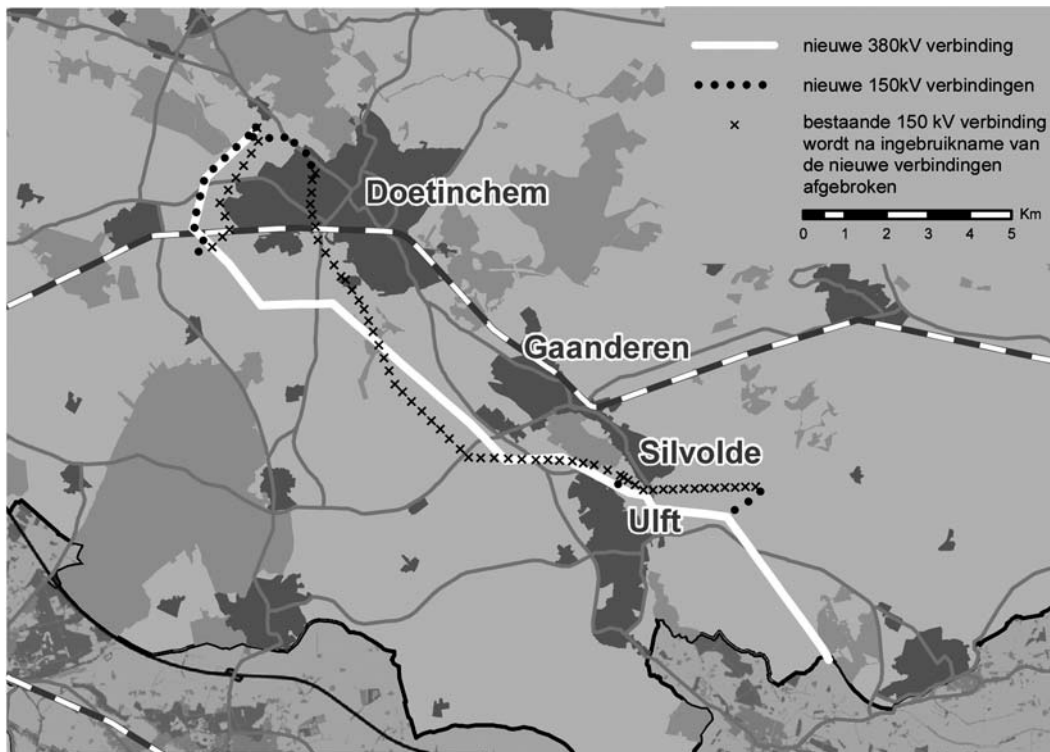 nieuwe 380kV verbinding
nieuwe 150kV verbindingen
bestaande 150 kV verbinding
wordt na ingebruikname van
de nieuwe verbindingen
afgebroken
Km
0 1 2 3 4 5
Doetinchem
Gaanderen
Silvolde
Ulft